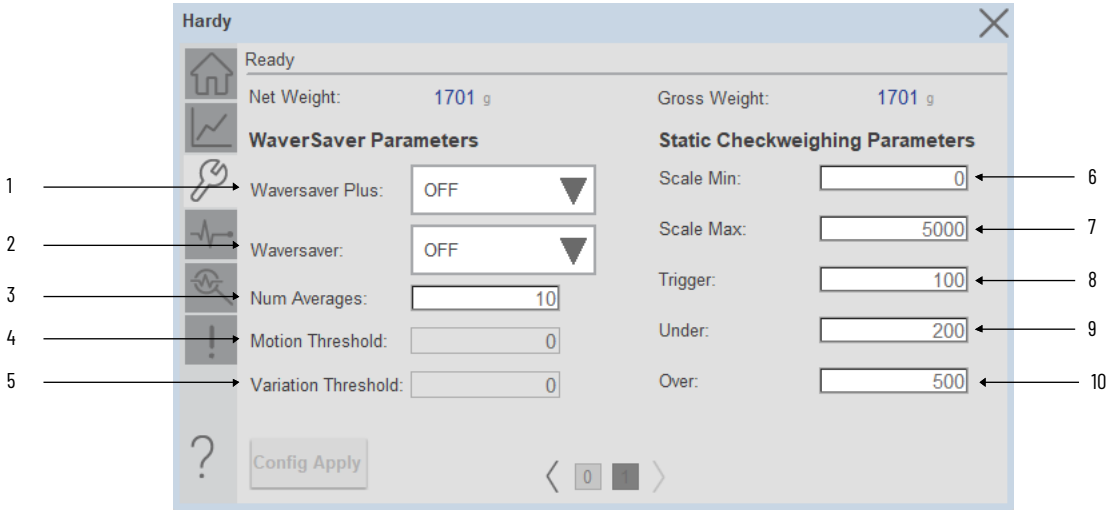 Hardy
Ready
Net Weight: 1701 g Gross Weight: 1701 g
WaverSaver Parameters Static Checkweighing Parameters
1 Waversaver Plus: OFF Scale Min: 0 6
Scale Max: 5000 7
2 Waversaver: OFF
3 Num Averages: 10 Trigger: 100 8
4 Motion Threshold: 0 Under: 200 9
5 Variation Threshold: 0 Over: 500 10
? Config Apply 0 1